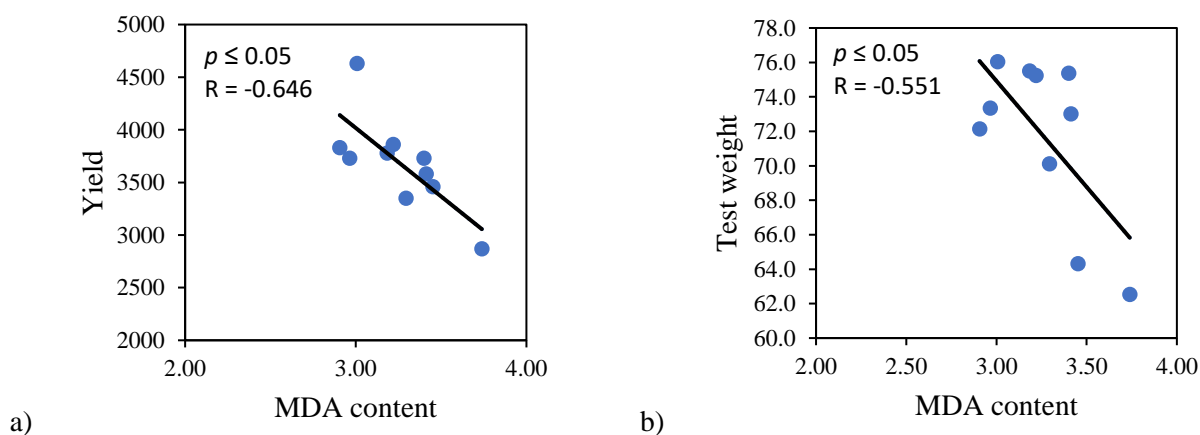 5000
4500
4000
3500
3000
2500
2000
Yield
p ≤ 0.05
R = -0.646
2.00 3.00 4.00
MDA content
a)
78.0
76.0
74.0
72.0
70.0
68.0
66.0
64.0
62.0
60.0
Test weight
p ≤ 0.05
R = -0.551
2.00 2.50 3.00 3.50 4.00
MDA content
b)